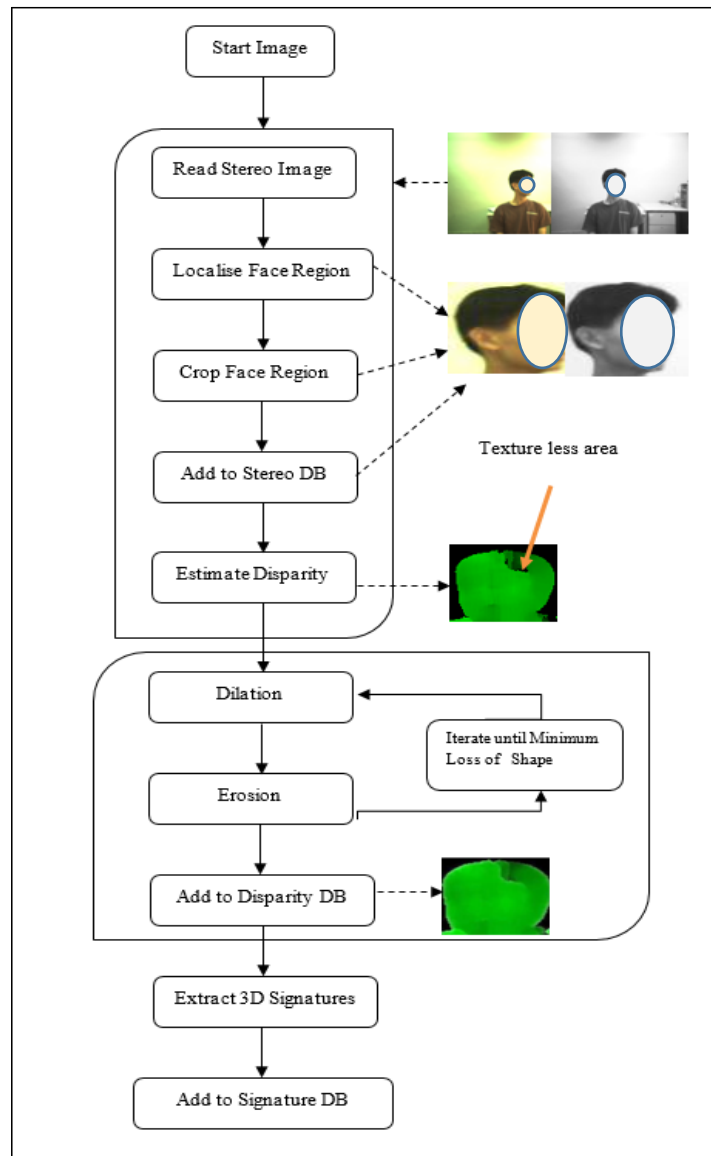 Start Image
Read Stereo Image
Localise Face Region
Crop Face Region
Add to Stereo DB
Texture less area
Estimate Disparity
Dilation
Iterate until Minimum
Loss of Shape
Erosion
Add to Disparity DB
Extract 3D Signatures
Add to Signature DB